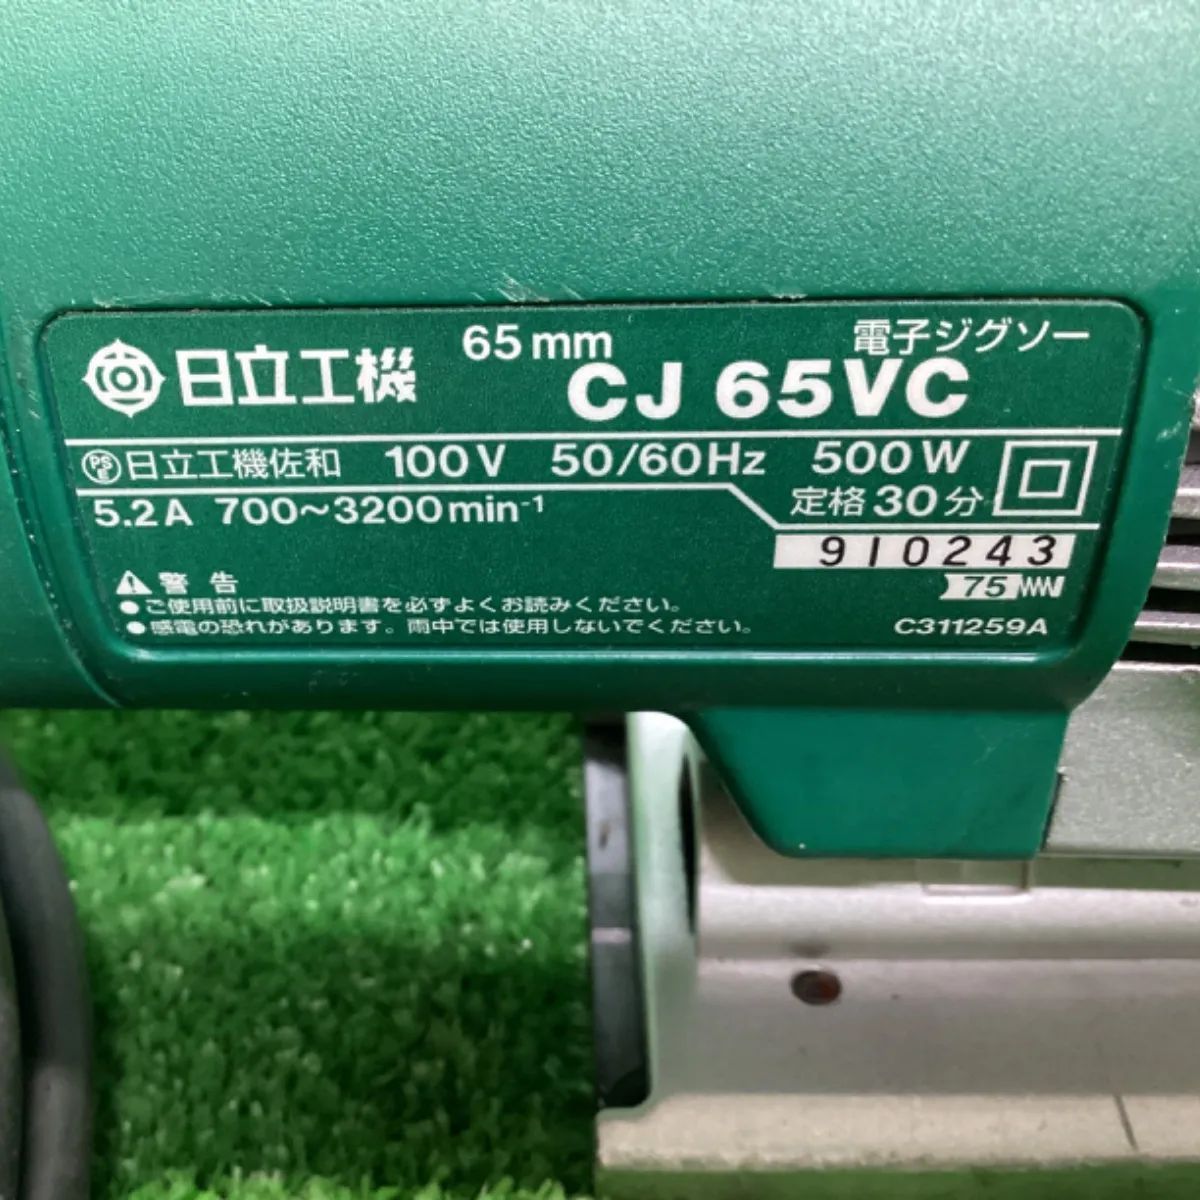 65mm 電子ジグソー
日立工機 CJ 65VC
PS E 日立工機佐和 100V 50/60Hz 500W
5.2A 700~3200min-1 定格30分
910243
75
⚠警告
●ご使用前に取扱説明書を必ずよくお読みください。
●感電の恐れがあります。雨中では使用しないでください。 C311259A